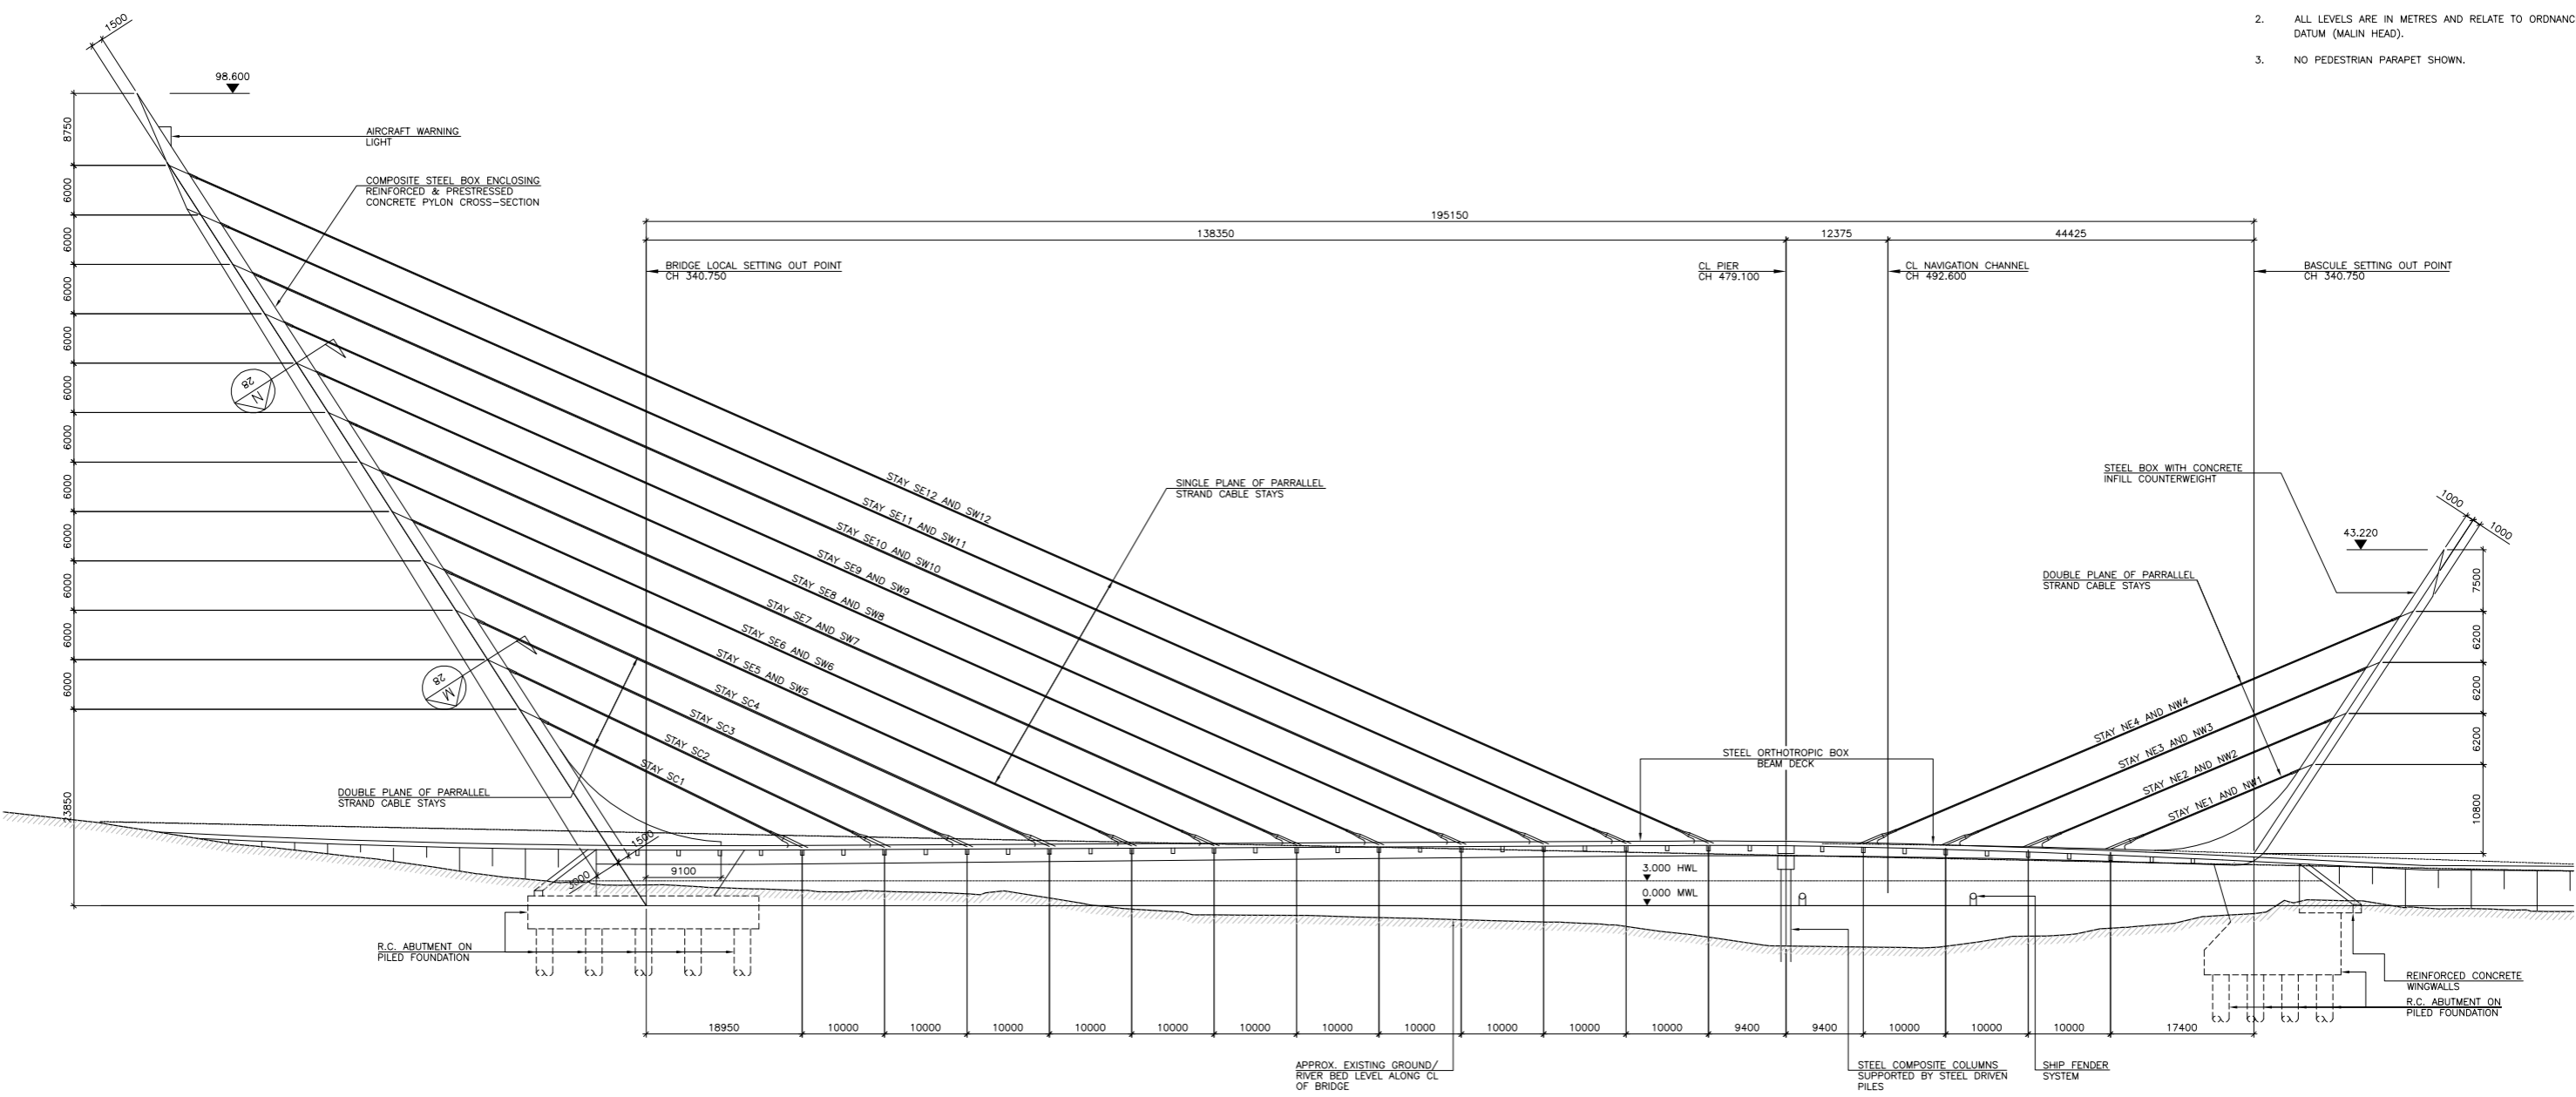 2. ALL LEVELS ARE IN METRES AND RELATE TO ORDNANC
DATUM (MALIN HEAD).
3. NO PEDESTRIAN PARAPET SHOWN.
1500
98.600
8750
6000
6000
6000
6000
6000
6000
6000
6000
6000
6000
6000
23850
AIRCRAFT WARNING
LIGHT
COMPOSITE STEEL BOX ENCLOSING
REINFORCED & PRESTRESSED
CONCRETE PYLON CROSS-SECTION
195150
138350
12375
44425
BRIDGE LOCAL SETTING OUT POINT
CH 340.750
CL PIER
CH 479.100
CL NAVIGATION CHANNEL
CH 492.600
BASCULE SETTING OUT POINT
CH 340.750
28
N
28
M
STAY SE12 AND SW12
STAY SE11 AND SW11
STAY SE10 AND SW10
STAY SE9 AND SW9
STAY SE8 AND SW8
STAY SE7 AND SW7
STAY SE6 AND SW6
STAY SE5 AND SW5
STAY SC4
STAY SC3
STAY SC2
STAY SC1
SINGLE PLANE OF PARRALLEL
STRAND CABLE STAYS
STEEL BOX WITH CONCRETE
INFILL COUNTERWEIGHT
1000
1000
43.220
DOUBLE PLANE OF PARRALLEL
STRAND CABLE STAYS
7500
6200
6200
6200
10800
STAY NE4 AND NW4
STAY NE3 AND NW3
STAY NE2 AND NW2
STAY NE1 AND NW1
STEEL ORTHOTROPIC BOX
BEAM DECK
DOUBLE PLANE OF PARRALLEL
STRAND CABLE STAYS
1500
3000
9100
3.000 HWL
0.000 MWL
R.C. ABUTMENT ON
PILED FOUNDATION
REINFORCED CONCRETE
WINGWALLS
R.C. ABUTMENT ON
PILED FOUNDATION
18950
10000
10000
10000
10000
10000
10000
10000
10000
10000
10000
10000
9400
9400
10000
10000
10000
17400
APPROX. EXISTING GROUND/
RIVER BED LEVEL ALONG CL
OF BRIDGE
STEEL COMPOSITE COLUMNS
SUPPORTED BY STEEL DRIVEN
PILES
SHIP FENDER
SYSTEM